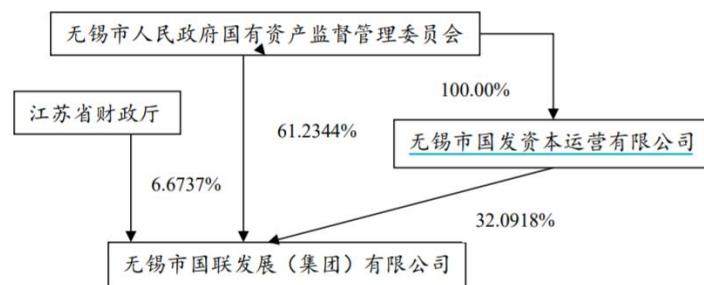 无锡市人民政府国有资产监督管理委员会
100.00%
江苏省财政厅
61.2344%
无锡市国发资本运营有限公司
6.6737%
32.0918%
无锡市国联发展（集团）有限公司